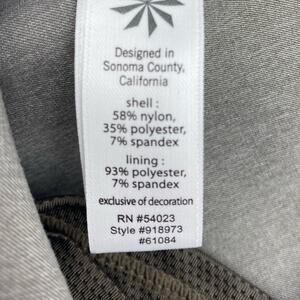 Designed in
Sonoma County,
California
shell :
58% nylon,
35% polyester,
7% spandex
lining :
93% polyester,
7% spandex
exclusive of decoration
RN #54023
Style #918973
#61084